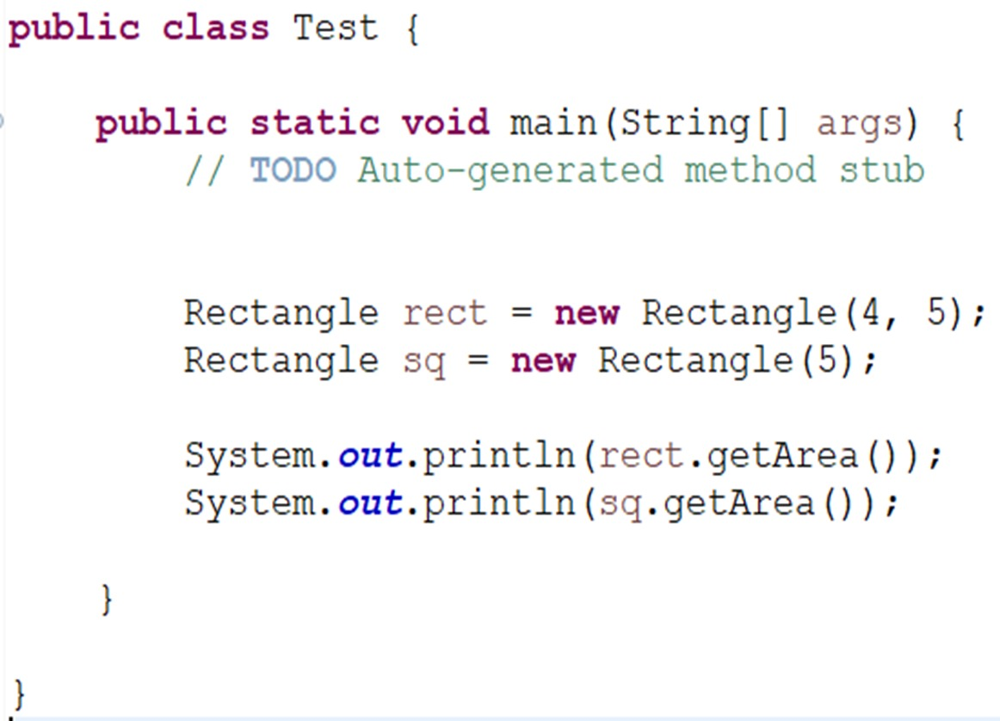 public class Test {
public static void main(String[] args) {
// TODO Auto-generated method stub
Rectangle rect = new Rectangle(4, 5);
Rectangle sq = new Rectangle(5);
System.out.println(rect.getArea());
System.out.println(sq.getArea());
}
}